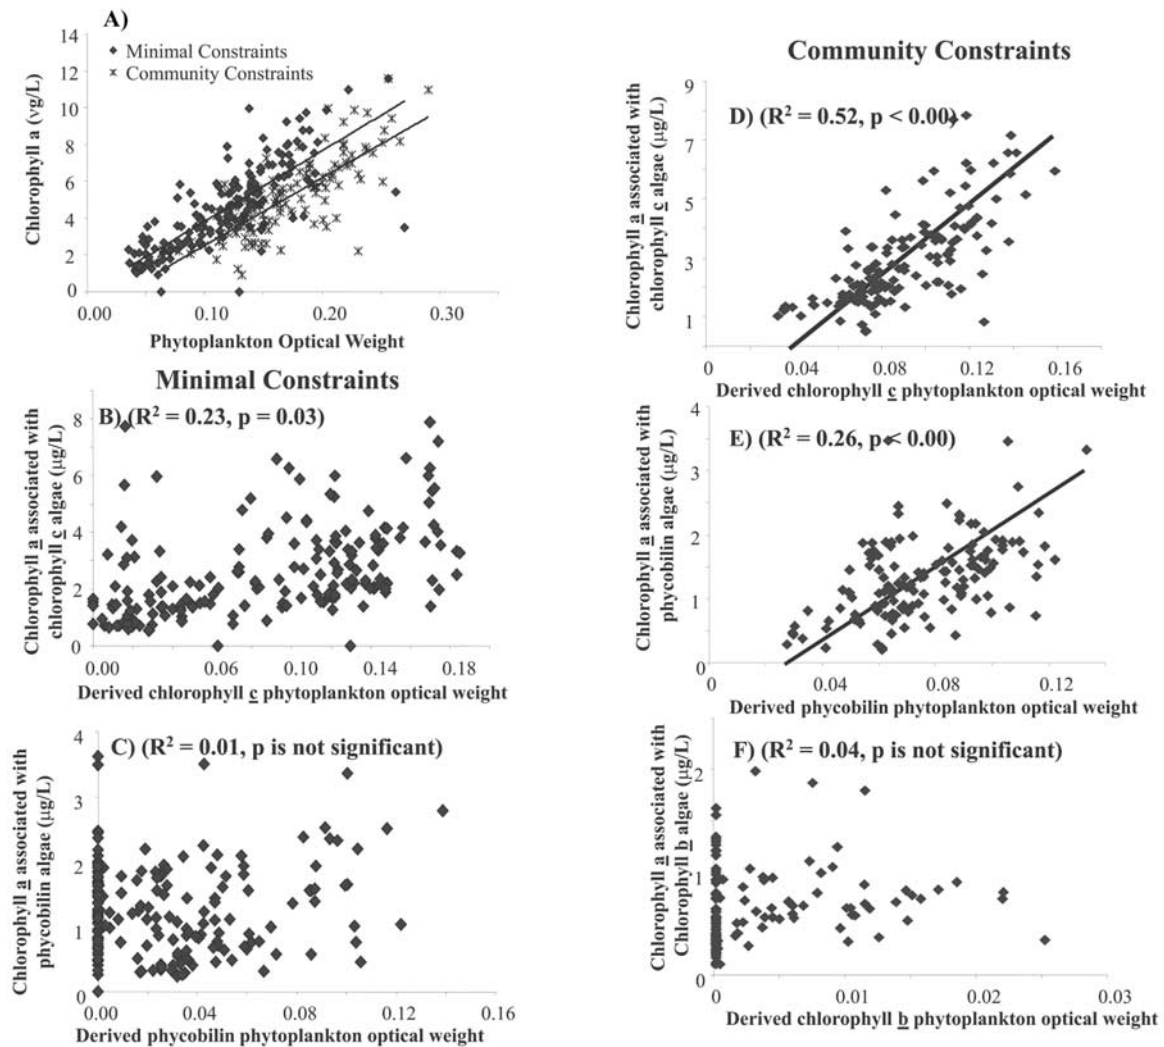 A)
14
12
10
8
6
4
2
0
Chlorophyll a (vg/L)
Minimal Constraints
Community Constraints
0.00 0.10 0.20 0.30
Phytoplankton Optical Weight
Minimal Constraints
B) (R² = 0.23, p = 0.03)
8
6
4
2
0
Chlorophyll a associated with
chlorophyll c algae (µg/L)
0.00 0.06 0.10 0.14 0.18
Derived chlorophyll c phytoplankton optical weight
C) (R² = 0.01, p is not significant)
4
3
2
1
0
Chlorophyll a associated with
phycobilin algae (µg/L)
0.00 0.04 0.08 0.12 0.16
Derived phycobilin phytoplankton optical weight
Community Constraints
D) (R² = 0.52, p < 0.00)
9
7
5
3
1
Chlorophyll a associated with
chlorophyll c algae (µg/L)
0 0.04 0.08 0.12 0.16
Derived chlorophyll c phytoplankton optical weight
E) (R² = 0.26, p < 0.00)
4
3
2
1
0
Chlorophyll a associated with
phycobilin algae (µg/L)
0 0.04 0.08 0.12
Derived phycobilin phytoplankton optical weight
F) (R² = 0.04, p is not significant)
2
1
0
Chlorophyll a associated with
Chlorophyll b algae (µg/L)
0 0.01 0.02 0.03
Derived chlorophyll b phytoplankton optical weight